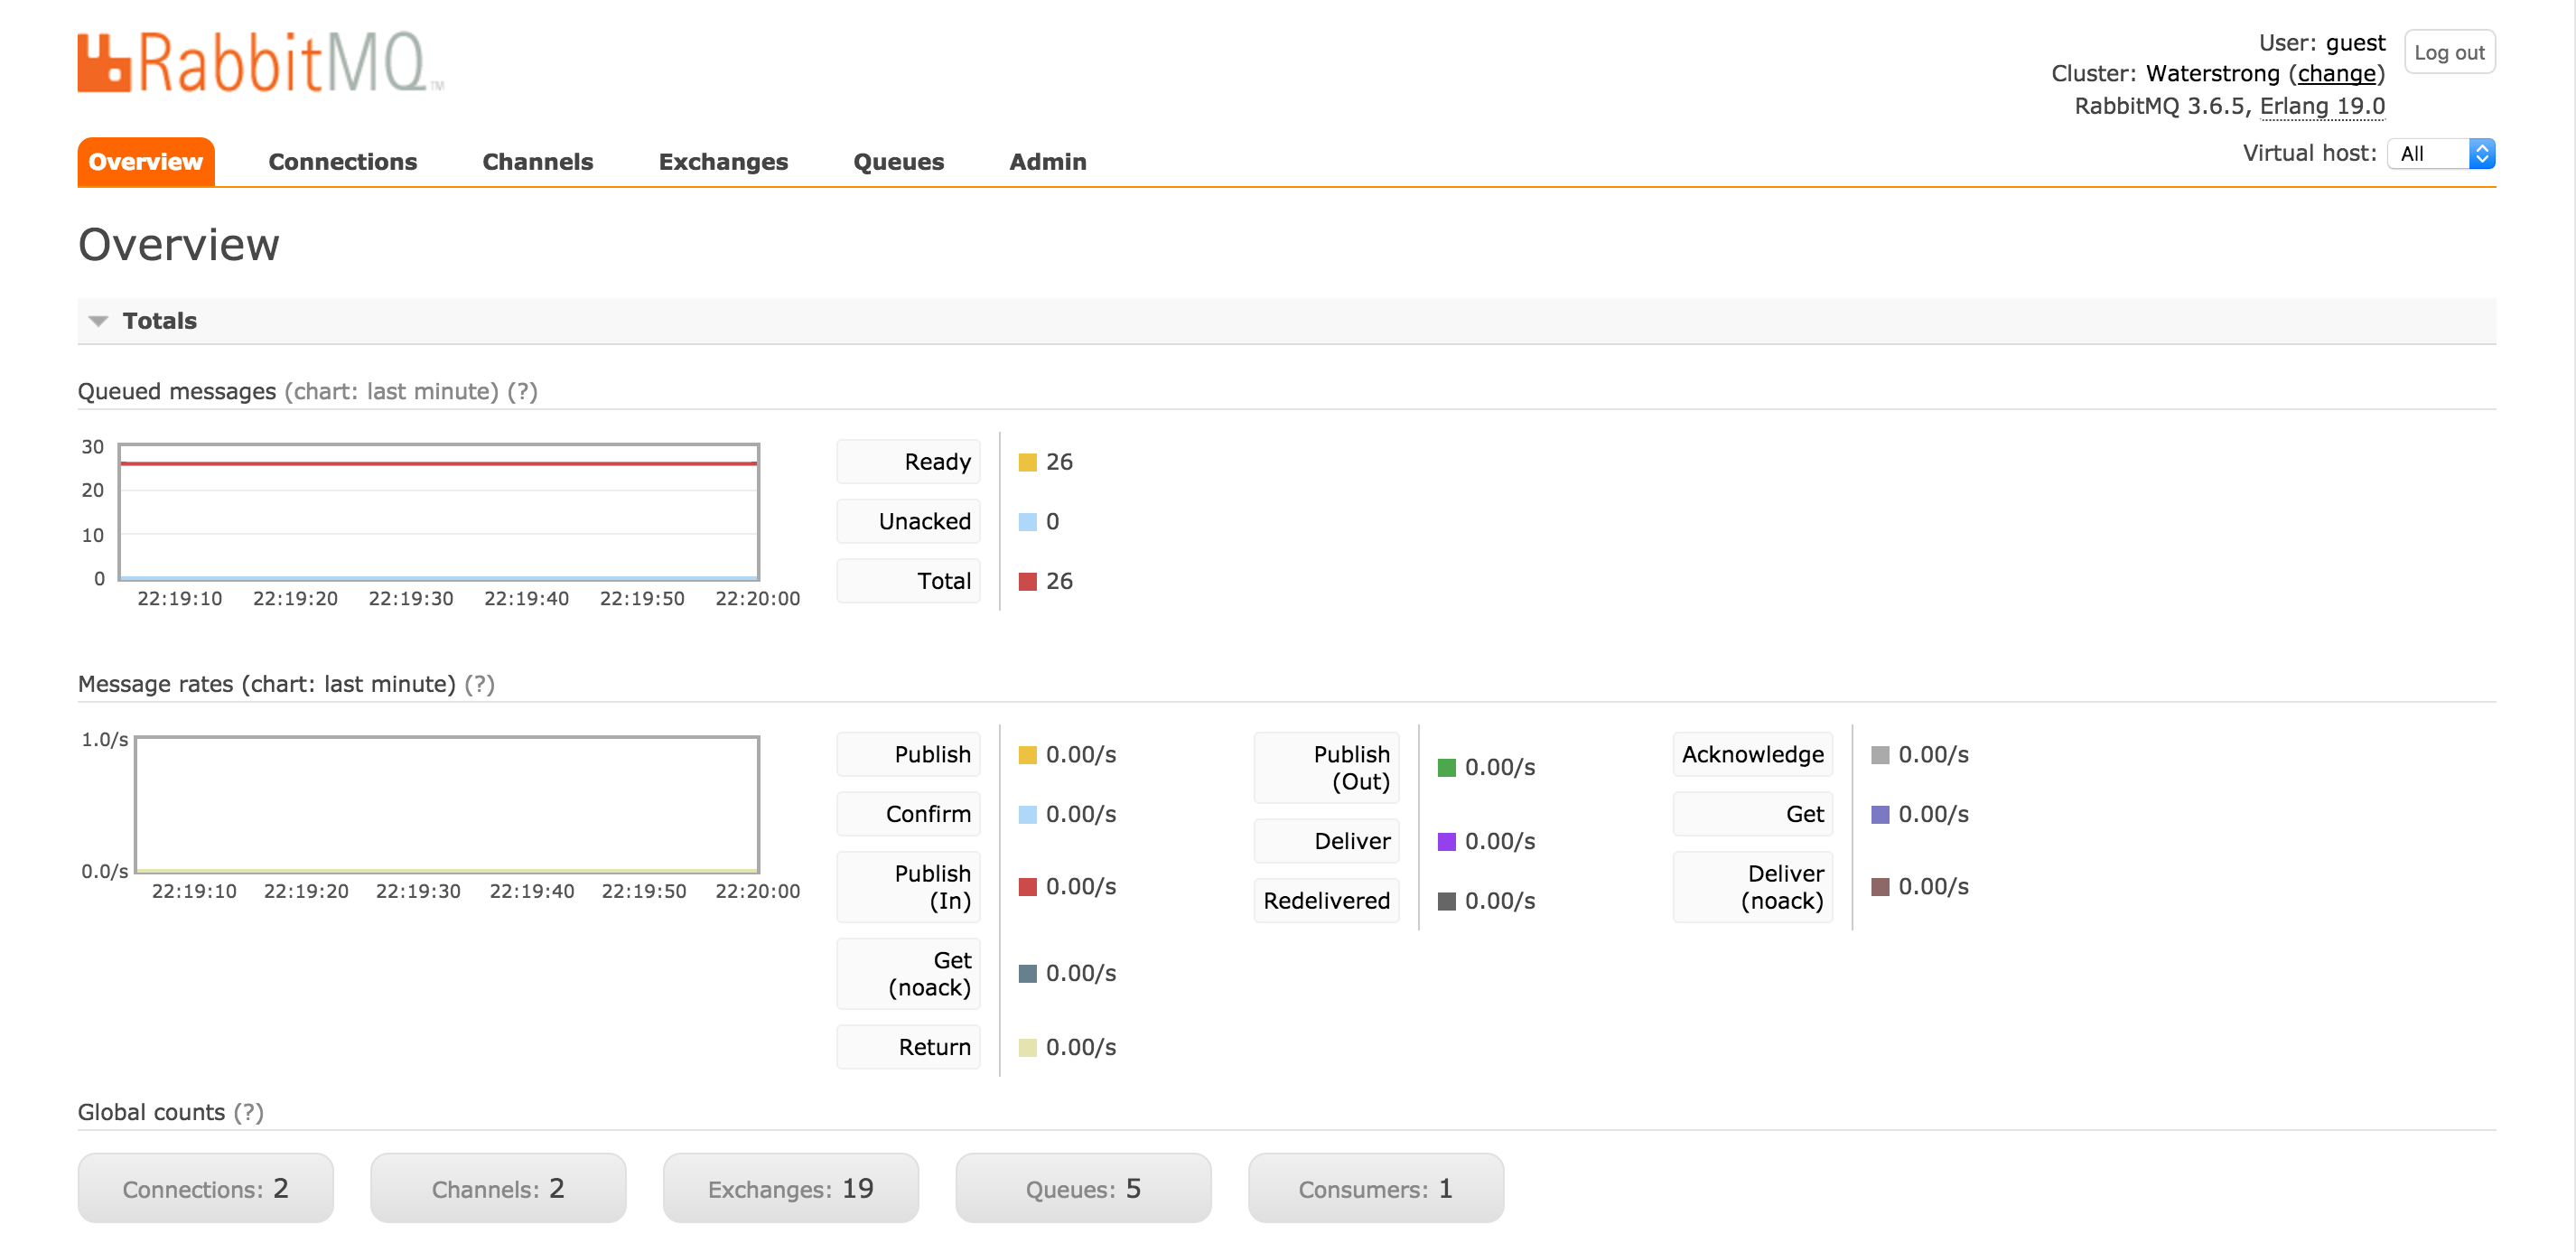 RabbitMQ TM
User: guest
Log out
Cluster: Waterstrong (change)
RabbitMQ 3.6.5, Erlang 19.0
Overview Connections Channels Exchanges Queues Admin
Virtual host: All
Overview
Totals
Queued messages (chart: last minute) (?)
30
20
10
0
22:19:10 22:19:20 22:19:30 22:19:40 22:19:50 22:20:00
Ready 26
Unacked 0
Total 26
Message rates (chart: last minute) (?)
1.0/s
0.0/s
22:19:10 22:19:20 22:19:30 22:19:40 22:19:50 22:20:00
Publish 0.00/s
Confirm 0.00/s
Publish
(In) 0.00/s
Get
(noack) 0.00/s
Return 0.00/s
Publish
(Out) 0.00/s
Deliver 0.00/s
Redelivered 0.00/s
Acknowledge 0.00/s
Get 0.00/s
Deliver
(noack) 0.00/s
Global counts (?)
Connections: 2 Channels: 2 Exchanges: 19 Queues: 5 Consumers: 1